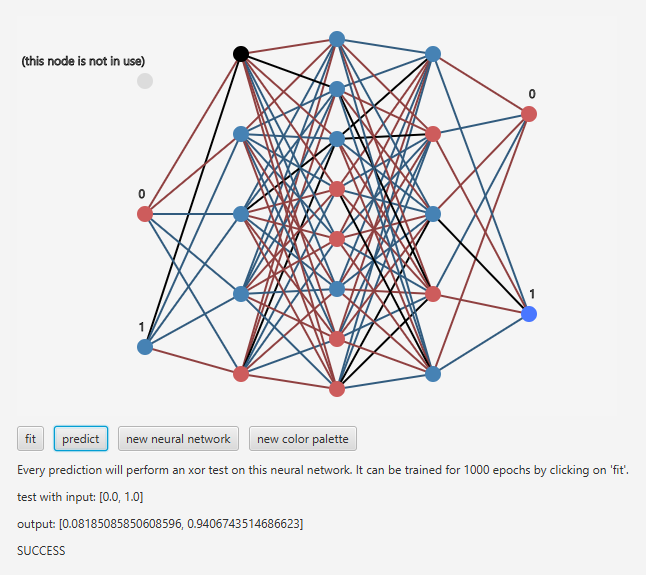 (this node is not in use)
0
0
1
1
fit
predict
new neural network
new color palette
Every prediction will perform an xor test on this neural network. It can be trained for 1000 epochs by clicking on 'fit'.
test with input: [0.0, 1.0]
output: [0.08185085850608596, 0.9406743514686623]
SUCCESS